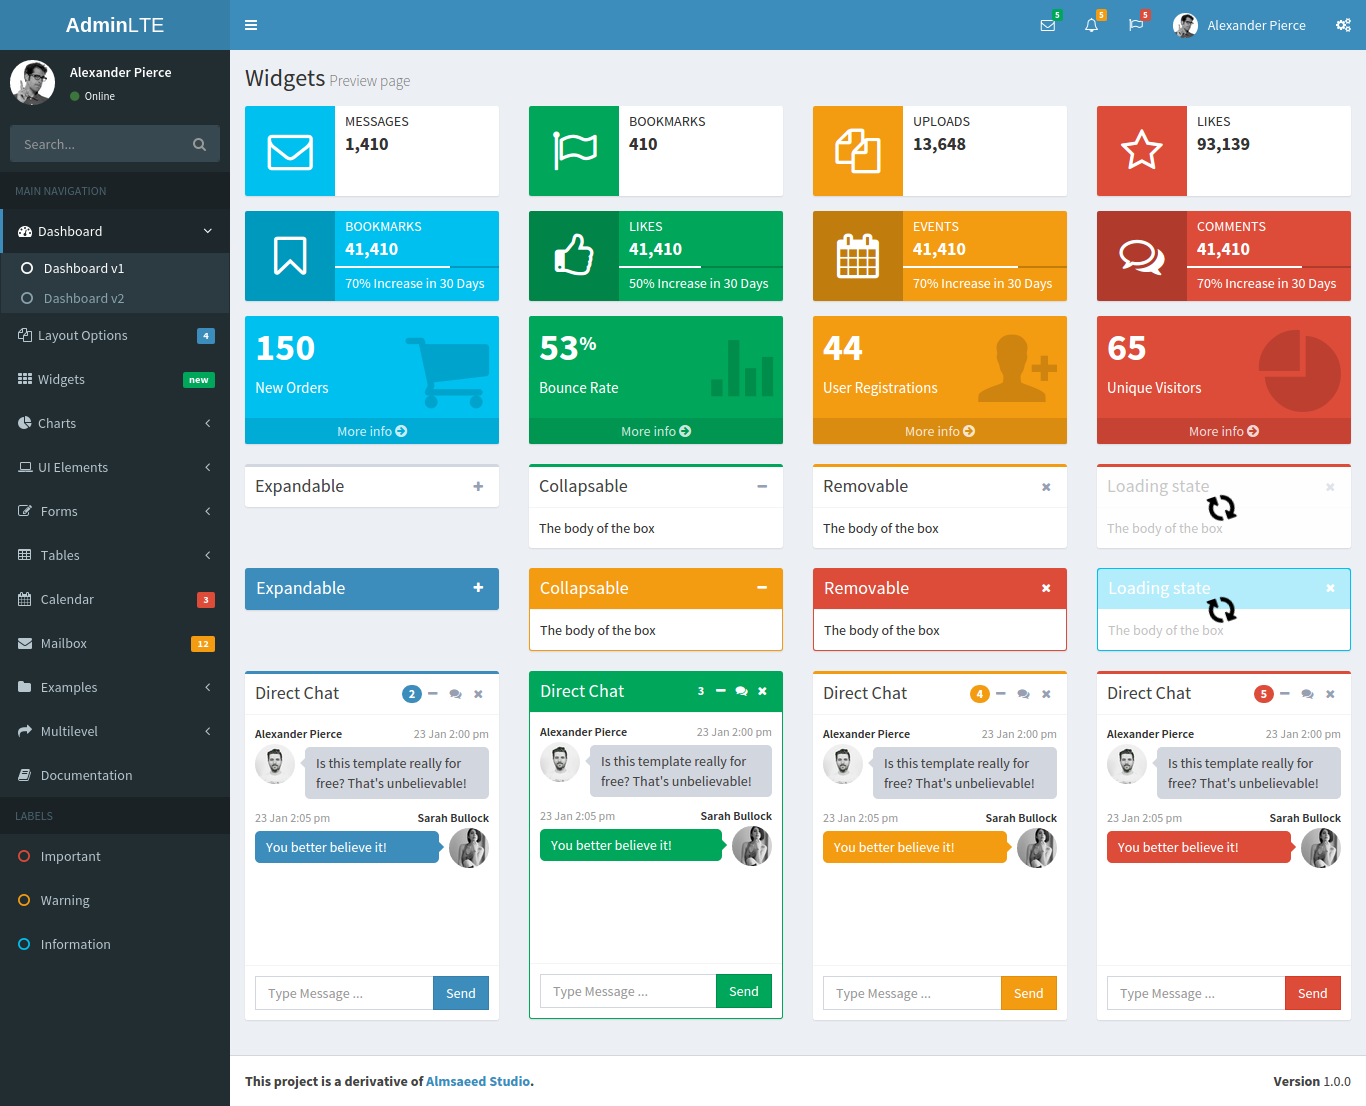 AdminLTE
5
5
5
Alexander Pierce
Alexander Pierce
Online
Search...
MAIN NAVIGATION
Dashboard
Dashboard v1
Dashboard v2
Layout Options 4
Widgets new
Charts
UI Elements
Forms
Tables
Calendar 3
Mailbox 12
Examples
Multilevel
Documentation
LABELS
Important
Warning
Information
Widgets Preview page
MESSAGES
1,410
BOOKMARKS
410
UPLOADS
13,648
LIKES
93,139
BOOKMARKS
41,410
70% Increase in 30 Days
LIKES
41,410
50% Increase in 30 Days
EVENTS
41,410
70% Increase in 30 Days
COMMENTS
41,410
70% Increase in 30 Days
150
New Orders
More info
53%
Bounce Rate
More info
44
User Registrations
More info
65
Unique Visitors
More info
Expandable
Collapsable
The body of the box
Removable
The body of the box
Loading state
The body of the box
Expandable
Collapsable
The body of the box
Removable
The body of the box
Loading state
The body of the box
Direct Chat 2
Alexander Pierce 23 Jan 2:00 pm
Is this template really for
free? That's unbelievable!
23 Jan 2:05 pm Sarah Bullock
You better believe it!
Type Message ... Send
Direct Chat 3
Alexander Pierce 23 Jan 2:00 pm
Is this template really for
free? That's unbelievable!
23 Jan 2:05 pm Sarah Bullock
You better believe it!
Type Message ... Send
Direct Chat 4
Alexander Pierce 23 Jan 2:00 pm
Is this template really for
free? That's unbelievable!
23 Jan 2:05 pm Sarah Bullock
You better believe it!
Type Message ... Send
Direct Chat 5
Alexander Pierce 23 Jan 2:00 pm
Is this template really for
free? That's unbelievable!
23 Jan 2:05 pm Sarah Bullock
You better believe it!
Type Message ... Send
This project is a derivative of Almsaeed Studio.
Version 1.0.0